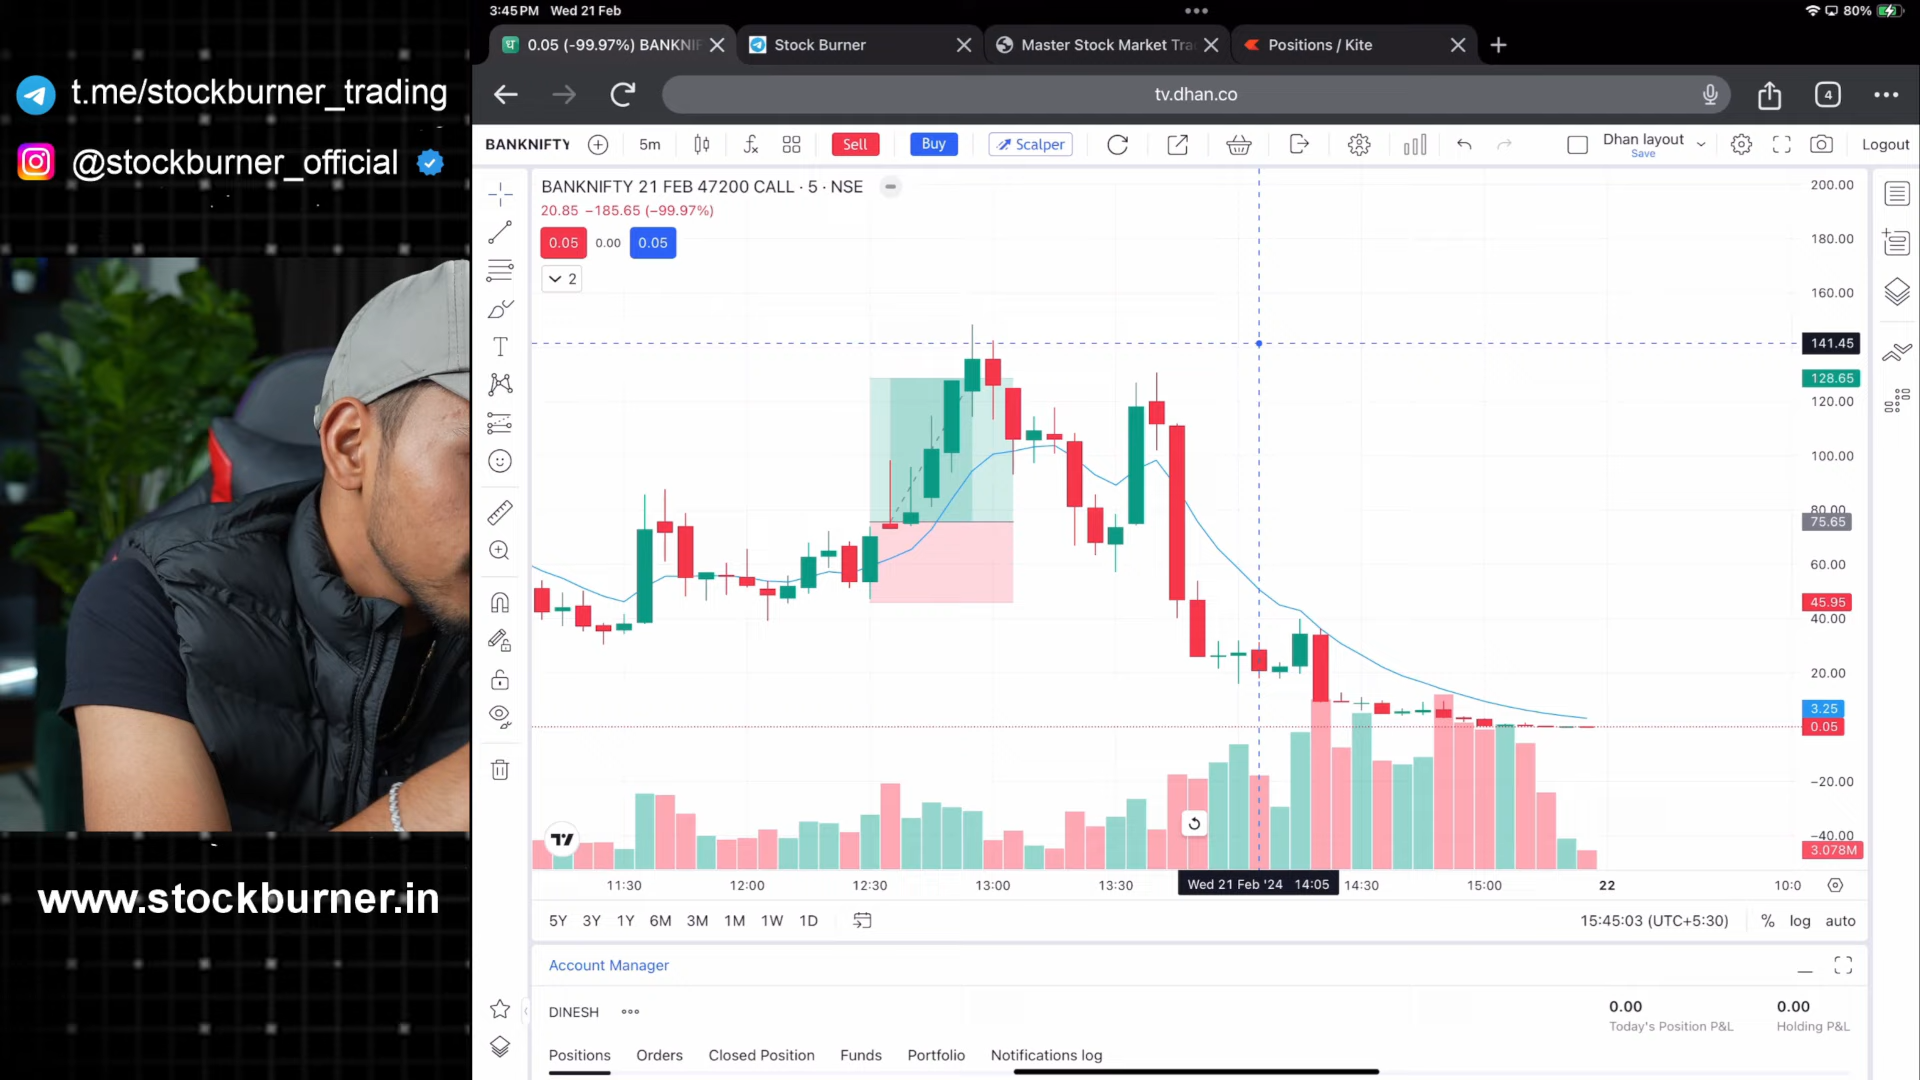 3:45 PM Wed 21 Feb
80%
0.05 (-99.97%) BANKNIF
Stock Burner
Master Stock Market Tra
Positions / Kite
t.me/stockburner_trading
@stockburner_official
www.stockburner.in
tv.dhan.co
4
BANKNIFTY
5m
Sell
Buy
Scalper
Dhan layout
Save
Logout
BANKNIFTY 21 FEB 47200 CALL · 5 · NSE
20.85 −185.65 (−99.97%)
0.05
0.00
0.05
2
200.00
180.00
160.00
141.45
128.65
120.00
100.00
80.00
75.65
60.00
45.95
40.00
20.00
3.25
0.05
−20.00
−40.00
3.078M
11:30
12:00
12:30
13:00
13:30
Wed 21 Feb '24 14:05
14:30
15:00
22
10:0
5Y 3Y 1Y 6M 3M 1M 1W 1D
15:45:03 (UTC+5:30)
% log auto
Account Manager
DINESH
0.00
Today's Position P&L
0.00
Holding P&L
Positions Orders Closed Position Funds Portfolio Notifications log